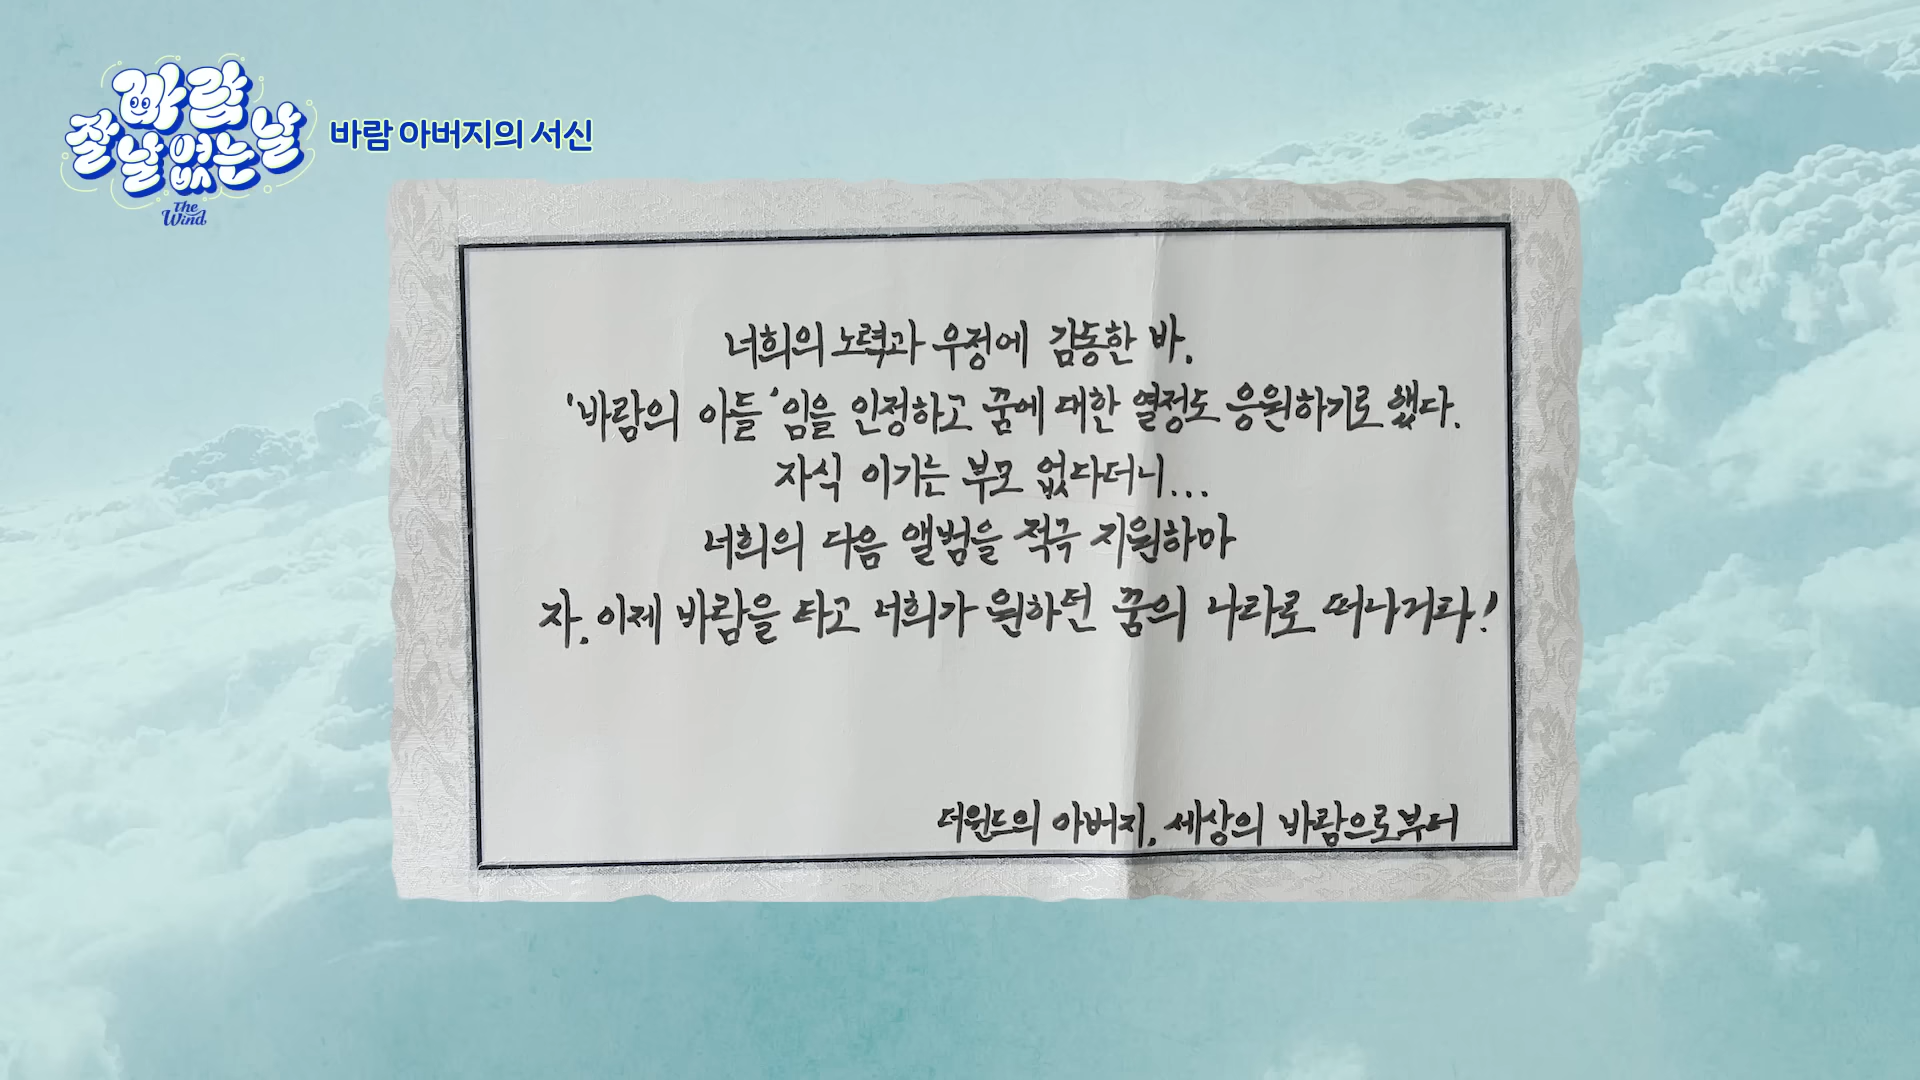 바람
잘날없는날
The
Wind
바람 아버지의 서신
너희의 노력과 우정에 감동한 바,
'바람의 아들'임을 인정하고 꿈에 대한 열정도 응원하기로 했다.
자식 이기는 부모 없다더니...
너희의 다음 앨범을 적극 지원하마
자, 이제 바람을 타고 너희가 원하던 꿈의 나라로 떠나거라!
더윈드의 아버지, 세상의 바람으로부터